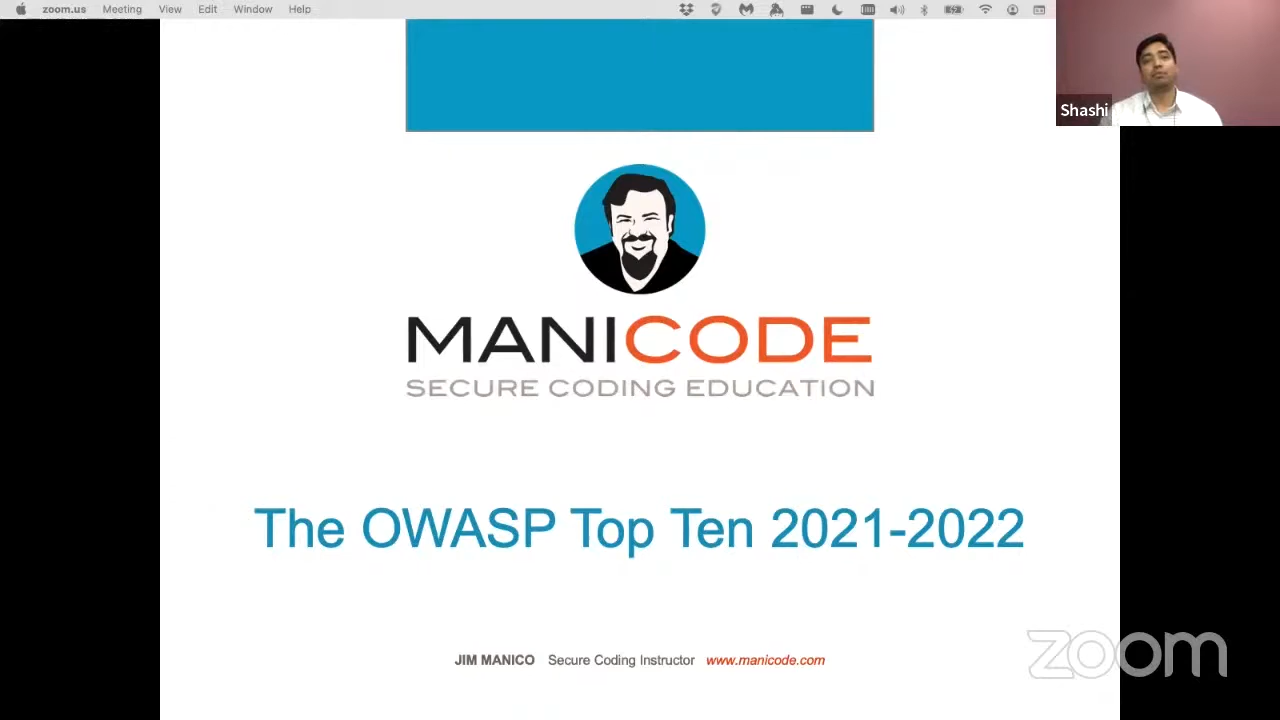 zoom.us Meeting View Edit Window Help
Shashi
MANICODE
SECURE CODING EDUCATION
The OWASP Top Ten 2021-2022
JIM MANICO Secure Coding Instructor www.manicode.com
zoom